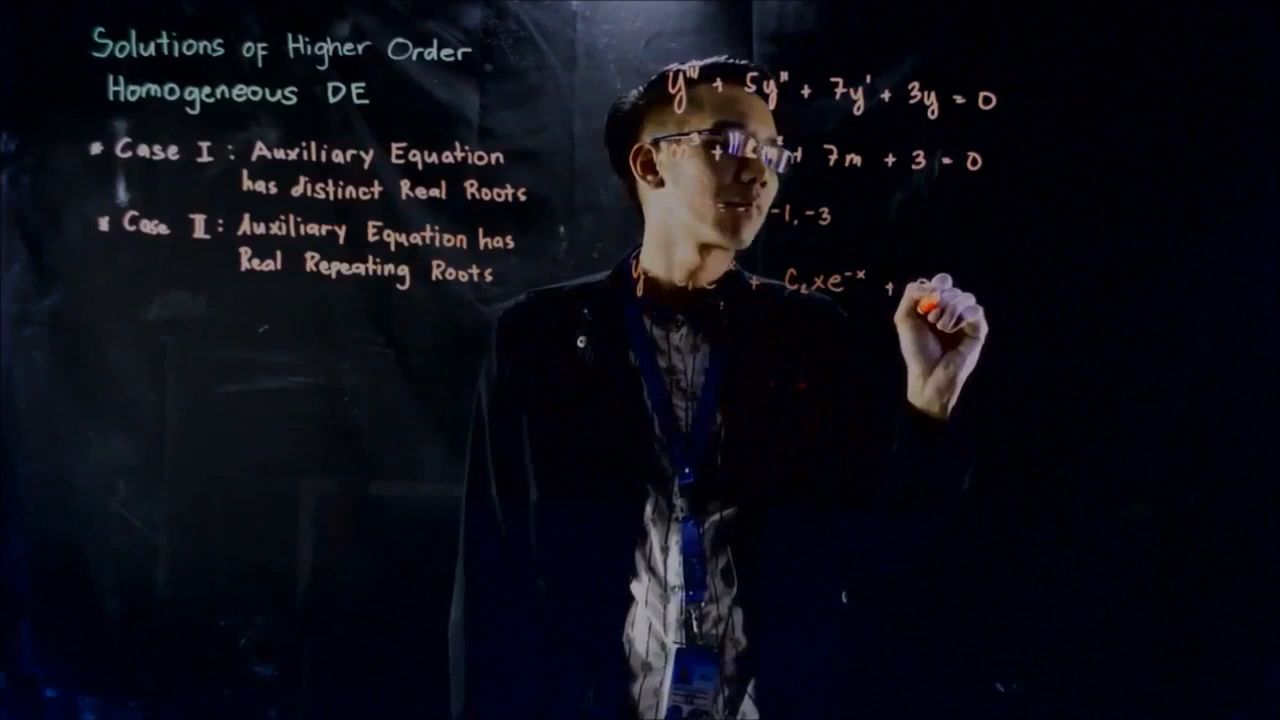 Solutions of Higher Order
Homogeneous DE
* Case I : Auxiliary Equation
has distinct Real Roots
* Case II : Auxiliary Equation has
Real Repeating Roots
y''' + 5y'' + 7y' + 3y = 0
m³ + 7m + 3 = 0
-1, -3
y + C₂xe⁻ˣ +